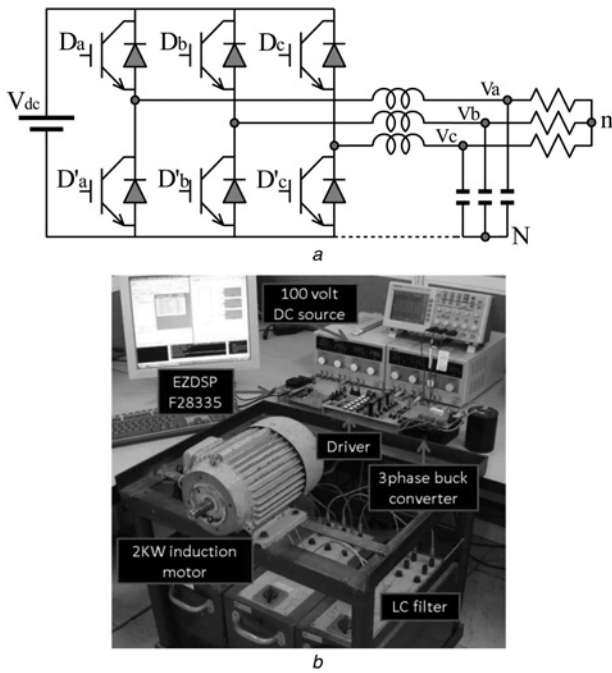 Da
Db
Dc
Vdc
Va
Vb
Vc
n
D'a
D'b
D'c
N
a
100 volt
DC source
EZDSP
F28335
Driver
3phase buck
converter
2KW induction
motor
LC filter
b